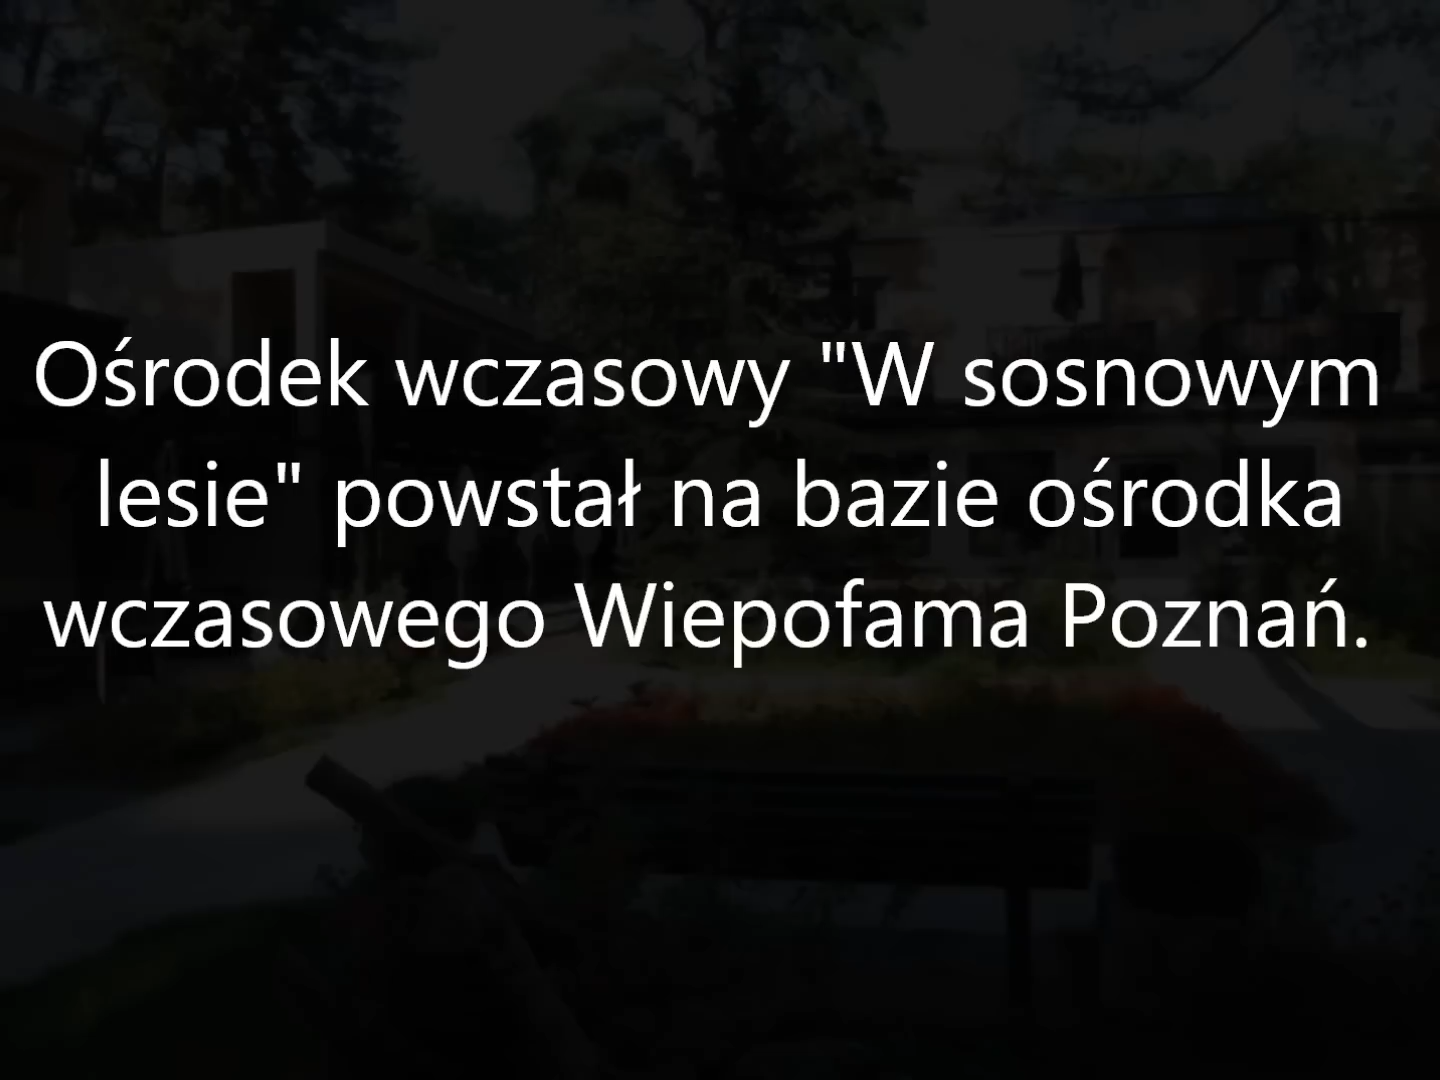 Ośrodek wczasowy "W sosnowym
lesie" powstał na bazie ośrodka
wczasowego Wiepofama Poznań.